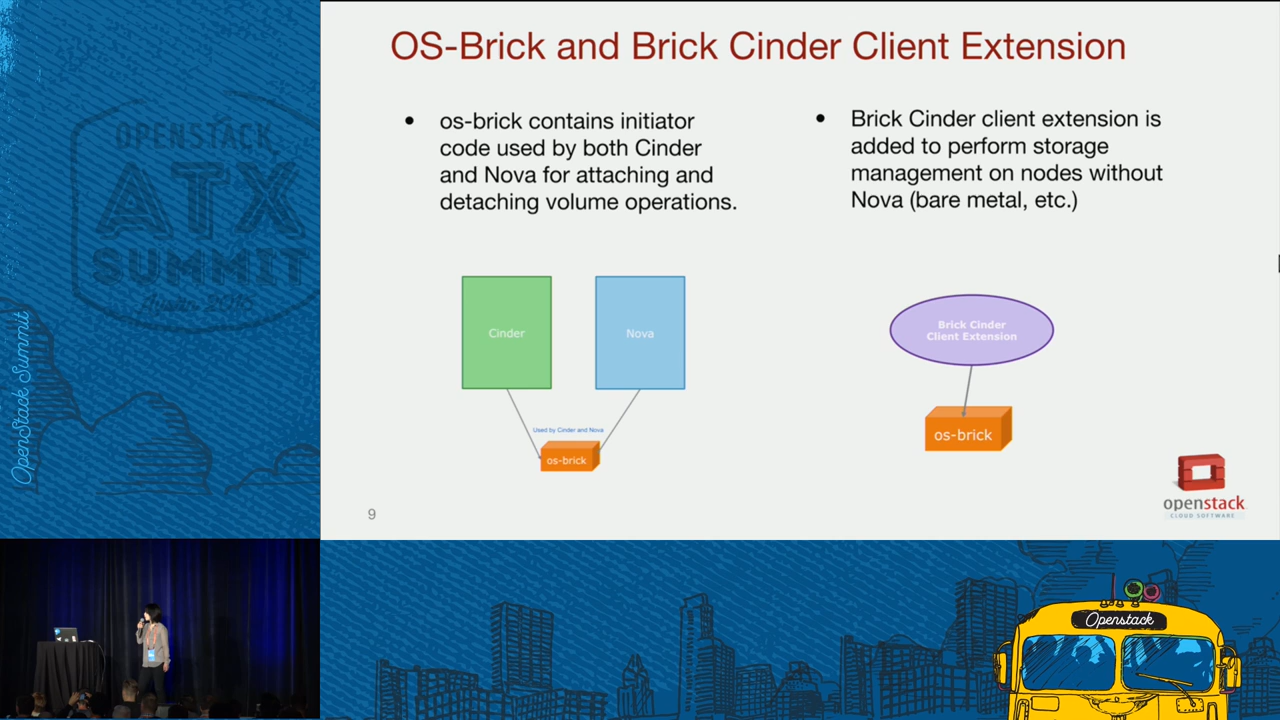 OPENSTACK
ATX
SUMMIT
Austin 2016
OpenStack Summit
OS-Brick and Brick Cinder Client Extension
• os-brick contains initiator
code used by both Cinder
and Nova for attaching and
detaching volume operations.
• Brick Cinder client extension is
added to perform storage
management on nodes without
Nova (bare metal, etc.)
Cinder
Nova
Used by Cinder and Nova
os-brick
Brick Cinder
Client Extension
os-brick
openstack
CLOUD SOFTWARE
9
Openstack